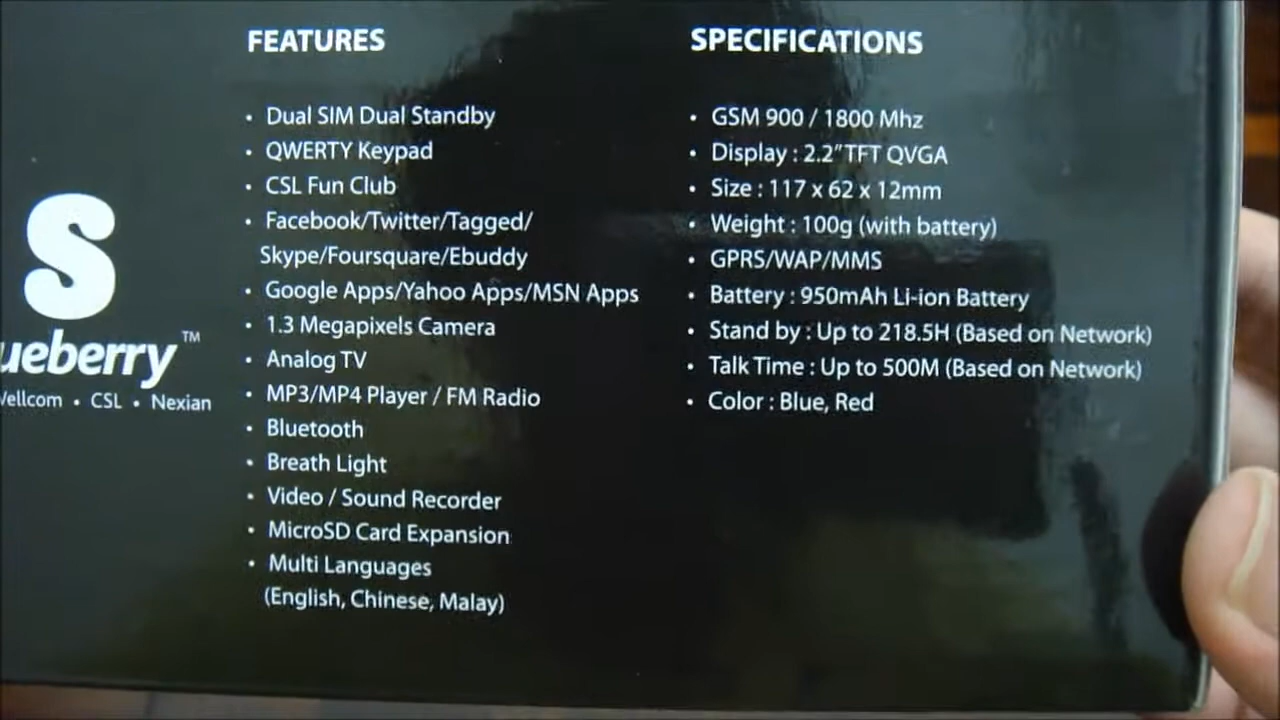 S
ueberry™
Wellcom • CSL • Nexian
FEATURES
• Dual SIM Dual Standby
• QWERTY Keypad
• CSL Fun Club
• Facebook/Twitter/Tagged/
Skype/Foursquare/Ebuddy
• Google Apps/Yahoo Apps/MSN Apps
• 1.3 Megapixels Camera
• Analog TV
• MP3/MP4 Player / FM Radio
• Bluetooth
• Breath Light
• Video / Sound Recorder
• MicroSD Card Expansion
• Multi Languages
(English, Chinese, Malay)
SPECIFICATIONS
• GSM 900 / 1800 Mhz
• Display : 2.2" TFT QVGA
• Size : 117 x 62 x 12mm
• Weight : 100g (with battery)
• GPRS/WAP/MMS
• Battery : 950mAh Li-ion Battery
• Stand by : Up to 218.5H (Based on Network)
• Talk Time : Up to 500M (Based on Network)
• Color : Blue, Red